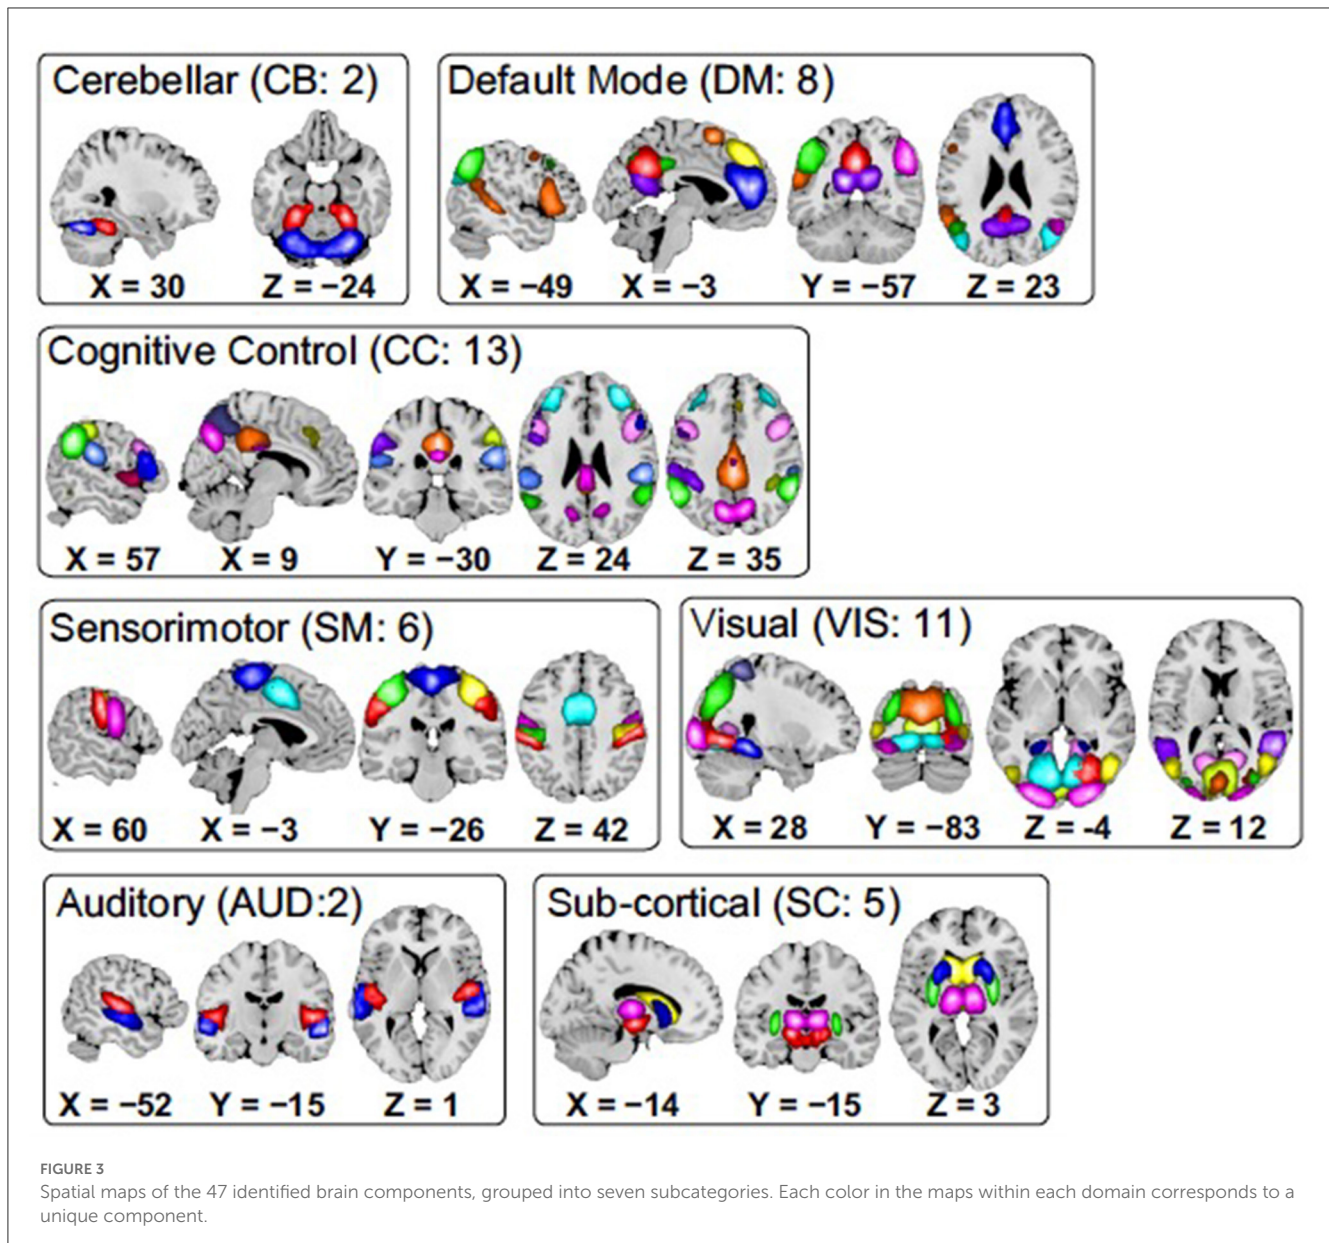 Cerebellar (CB: 2)
X = 30 Z = −24
Default Mode (DM: 8)
X = −49 X = −3 Y = −57 Z = 23
Cognitive Control (CC: 13)
X = 57 X = 9 Y = −30 Z = 24 Z = 35
Sensorimotor (SM: 6)
X = 60 X = −3 Y = −26 Z = 42
Visual (VIS: 11)
X = 28 Y = −83 Z = -4 Z = 12
Auditory (AUD:2)
X = −52 Y = −15 Z = 1
Sub-cortical (SC: 5)
X = −14 Y = −15 Z = 3
FIGURE 3
Spatial maps of the 47 identified brain components, grouped into seven subcategories. Each color in the maps within each domain corresponds to a
unique component.